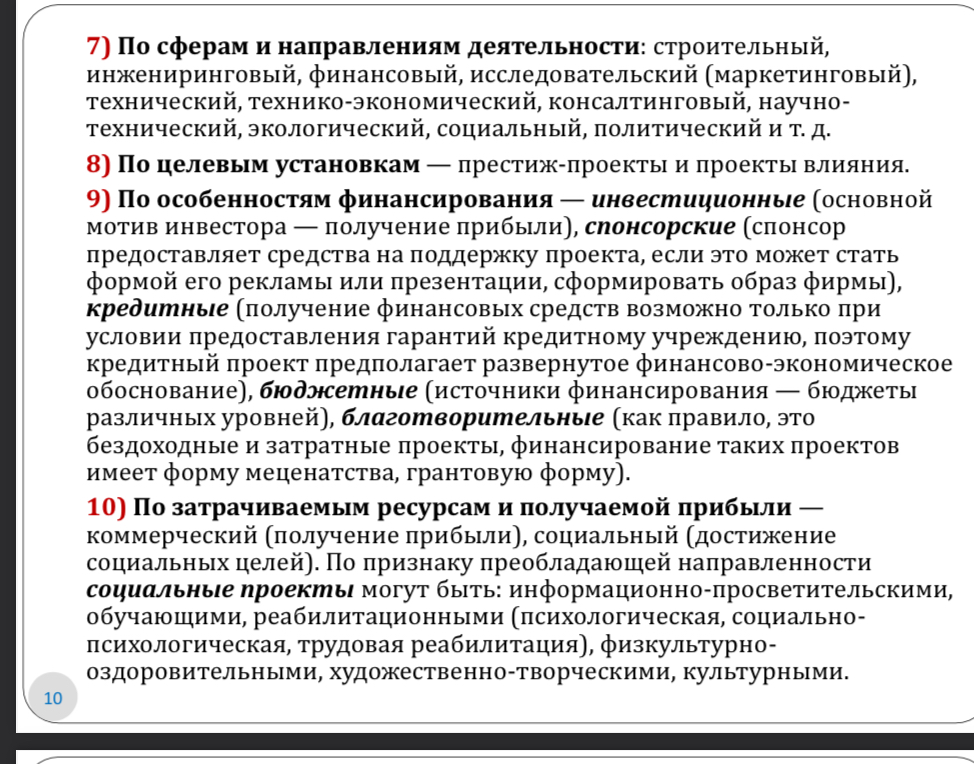 7) По сферам и направлениям деятельности: строительный,
инжениринговый, финансовый, исследовательский (маркетинговый),
технический, технико-экономический, консалтинговый, научно-
технический, экологический, социальный, политический и т. д.
8) По целевым установкам — престиж-проекты и проекты влияния.
9) По особенностям финансирования — инвестиционные (основной
мотив инвестора — получение прибыли), спонсорские (спонсор
предоставляет средства на поддержку проекта, если это может стать
формой его рекламы или презентации, сформировать образ фирмы),
кредитные (получение финансовых средств возможно только при
условии предоставления гарантий кредитному учреждению, поэтому
кредитный проект предполагает развернутое финансово-экономическое
обоснование), бюджетные (источники финансирования — бюджеты
различных уровней), благотворительные (как правило, это
бездоходные и затратные проекты, финансирование таких проектов
имеет форму меценатства, грантовую форму).
10) По затрачиваемым ресурсам и получаемой прибыли —
коммерческий (получение прибыли), социальный (достижение
социальных целей). По признаку преобладающей направленности
социальные проекты могут быть: информационно-просветительскими,
обучающими, реабилитационными (психологическая, социально-
психологическая, трудовая реабилитация), физкультурно-
оздоровительными, художественно-творческими, культурными.
10